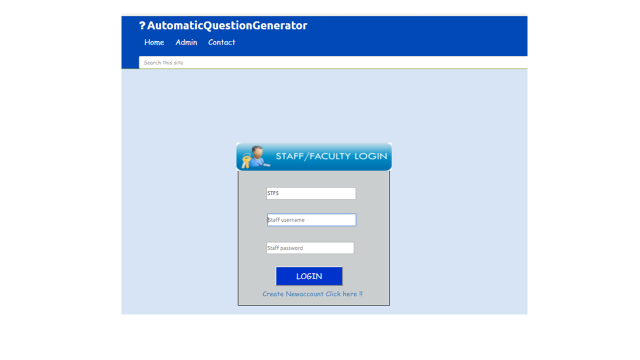 ? AutomaticQuestionGenerator
Home Admin Contact
Search this site
STAFF/FACULTY LOGIN
STFS
Staff username
Staff password
LOGIN
Create Newaccount Click here !!